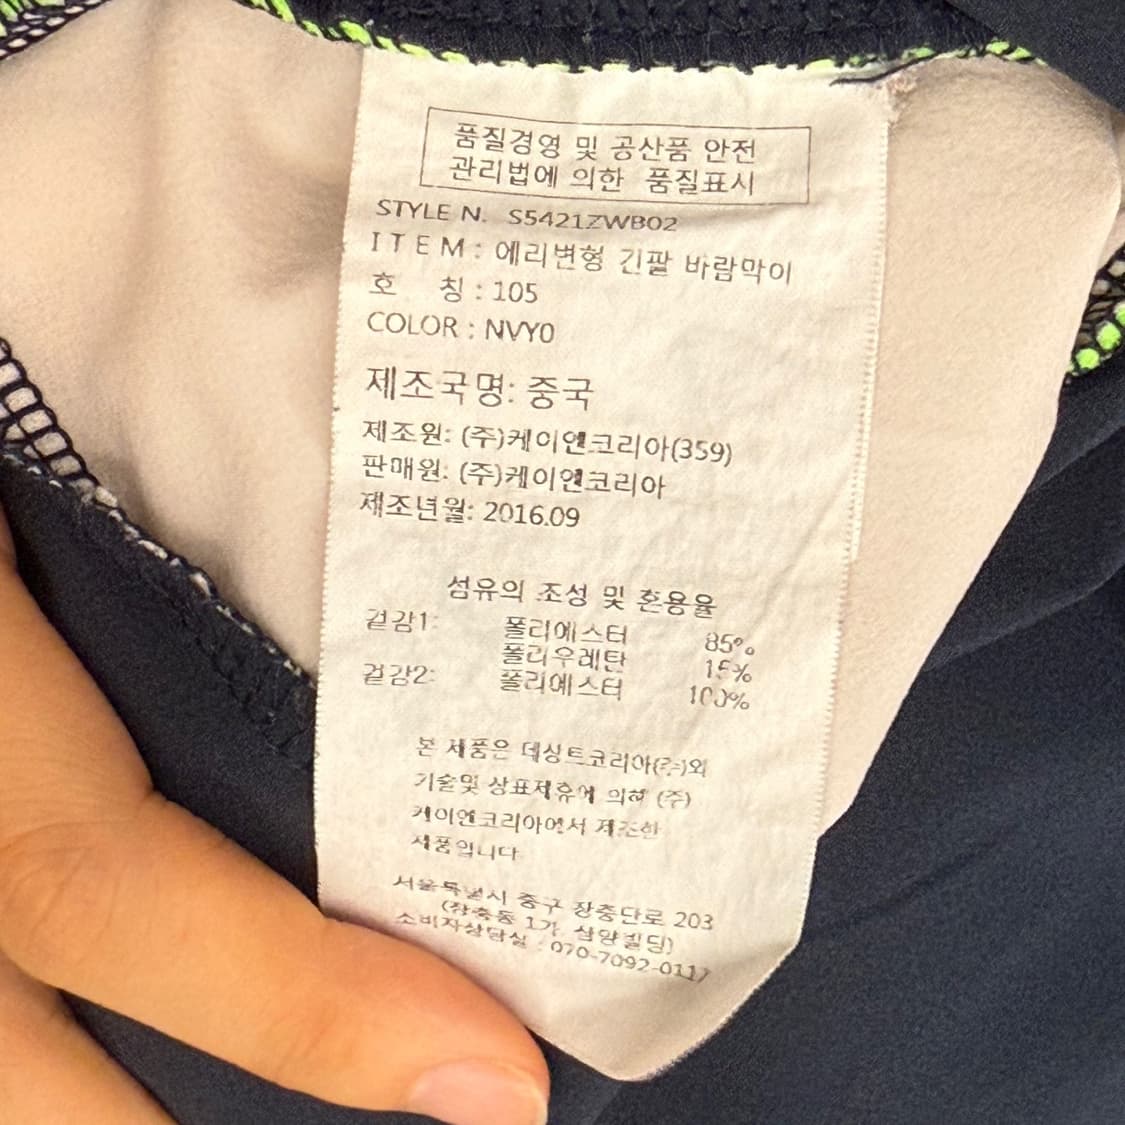 품질경영 및 공산품 안전
관리법에 의한 품질표시
STYLE N. S5421ZWB02
ITEM : 에리변형 긴팔 바람막이
호 칭 : 105
COLOR : NVY0
제조국명: 중국
제조원: (주)케이엔코리아(359)
판매원: (주)케이엔코리아
제조년월: 2016.09
섬유의 조성 및 혼용율
겉감1: 폴리에스터 85%
폴리우레탄 15%
겉감2: 폴리에스터 100%
본 제품은 데상트코리아(주)와
기술및 상표제휴에 의해 (주)
케이엔코리아에서 제조한
제품입니다
서울특별시 중구 장충단로 203
(장충동 1가, 삼양빌딩)
소비자상담실 : 070-7092-0117